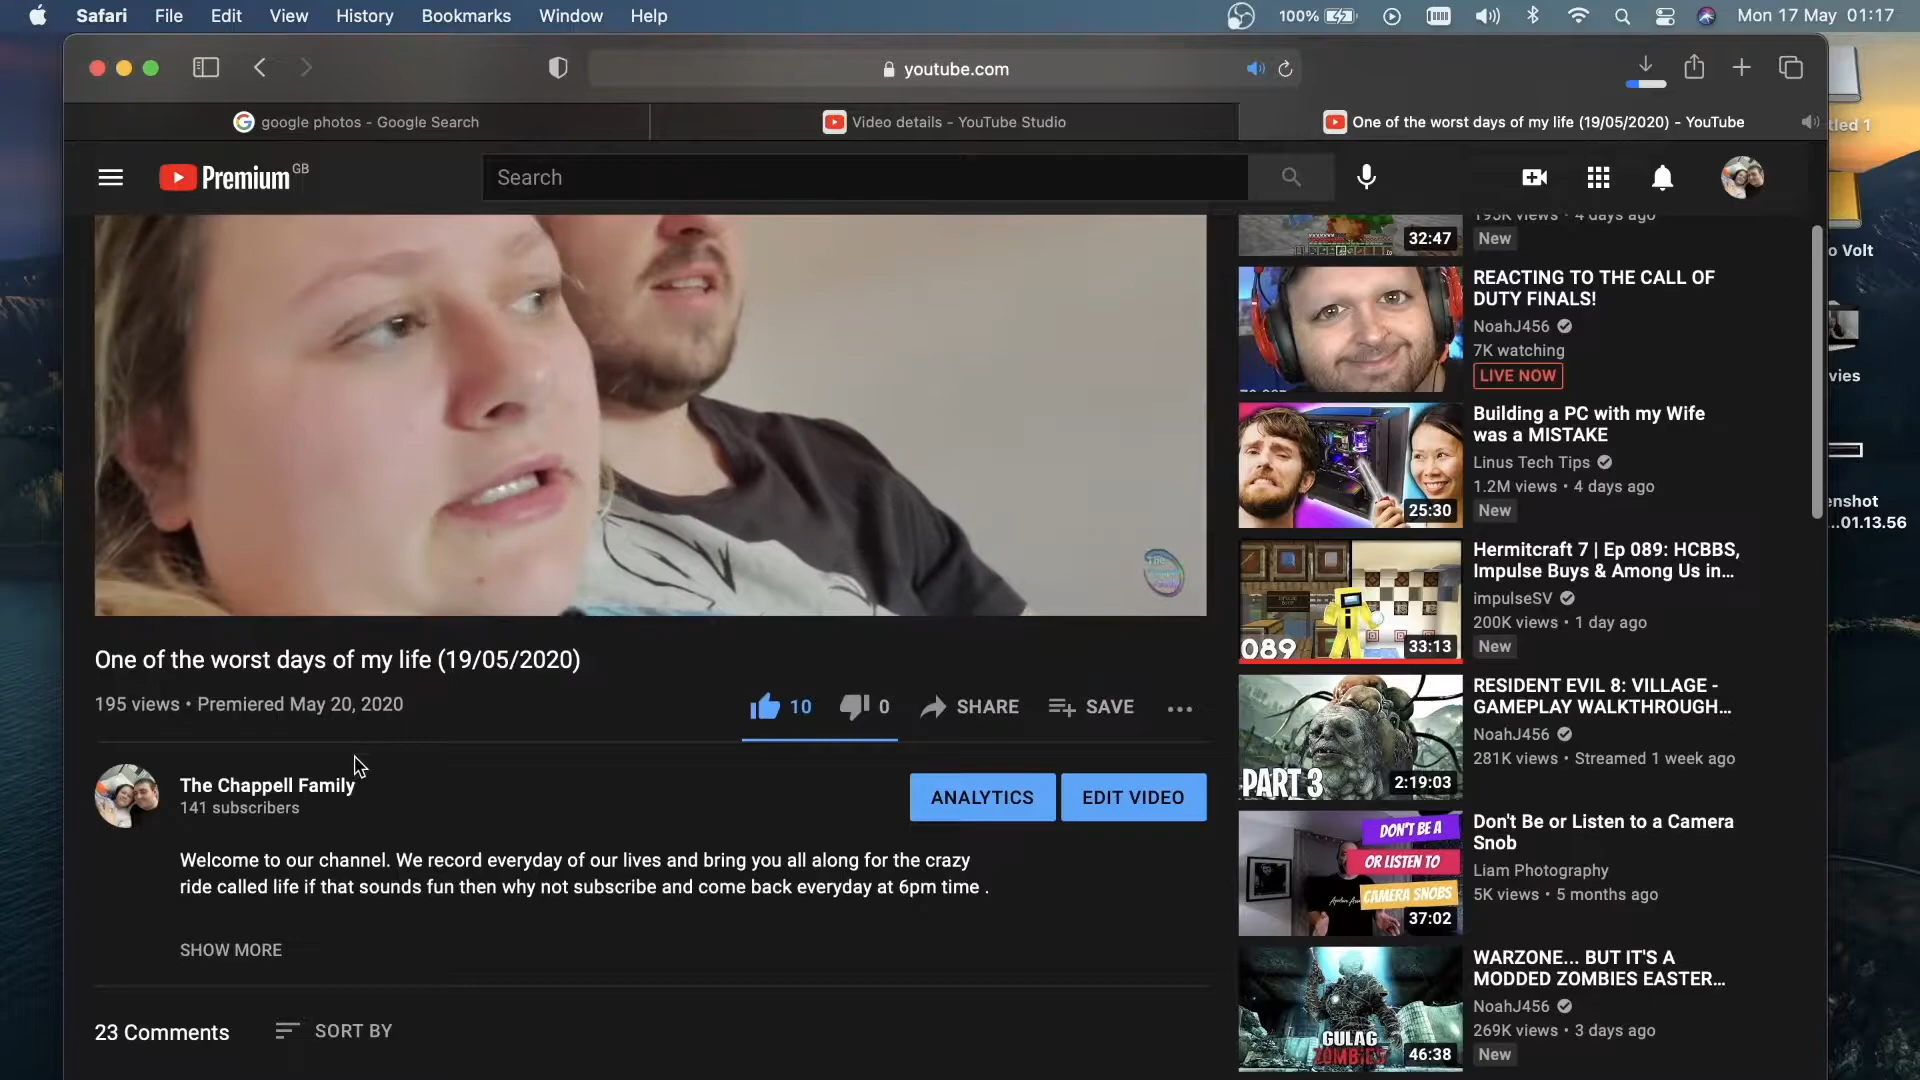 Safari File Edit View History Bookmarks Window Help 100% Mon 17 May 01:17
youtube.com
google photos - Google Search
Video details - YouTube Studio
One of the worst days of my life (19/05/2020) - YouTube
tled 1
Premium GB
Search
o Volt
vies
enshot
...01.13.56
32:47
193K views • 4 days ago
New
REACTING TO THE CALL OF
DUTY FINALS!
NoahJ456
7K watching
LIVE NOW
Building a PC with my Wife
was a MISTAKE
Linus Tech Tips
1.2M views • 4 days ago
25:30
New
Hermitcraft 7 | Ep 089: HCBBS,
Impulse Buys & Among Us in...
impulseSV
200K views • 1 day ago
089
33:13
New
RESIDENT EVIL 8: VILLAGE -
GAMEPLAY WALKTHROUGH...
NoahJ456
281K views • Streamed 1 week ago
PART 3
2:19:03
DON'T BE A
OR LISTEN TO
CAMERA SNOBS
37:02
Don't Be or Listen to a Camera
Snob
Liam Photography
5K views • 5 months ago
WARZONE... BUT IT'S A
MODDED ZOMBIES EASTER...
NoahJ456
269K views • 3 days ago
New
GULAG
ZOMBIES
46:38
One of the worst days of my life (19/05/2020)
195 views • Premiered May 20, 2020
10 0 SHARE SAVE
The Chappell Family
141 subscribers
ANALYTICS EDIT VIDEO
Welcome to our channel. We record everyday of our lives and bring you all along for the crazy
ride called life if that sounds fun then why not subscribe and come back everyday at 6pm time .
SHOW MORE
23 Comments SORT BY